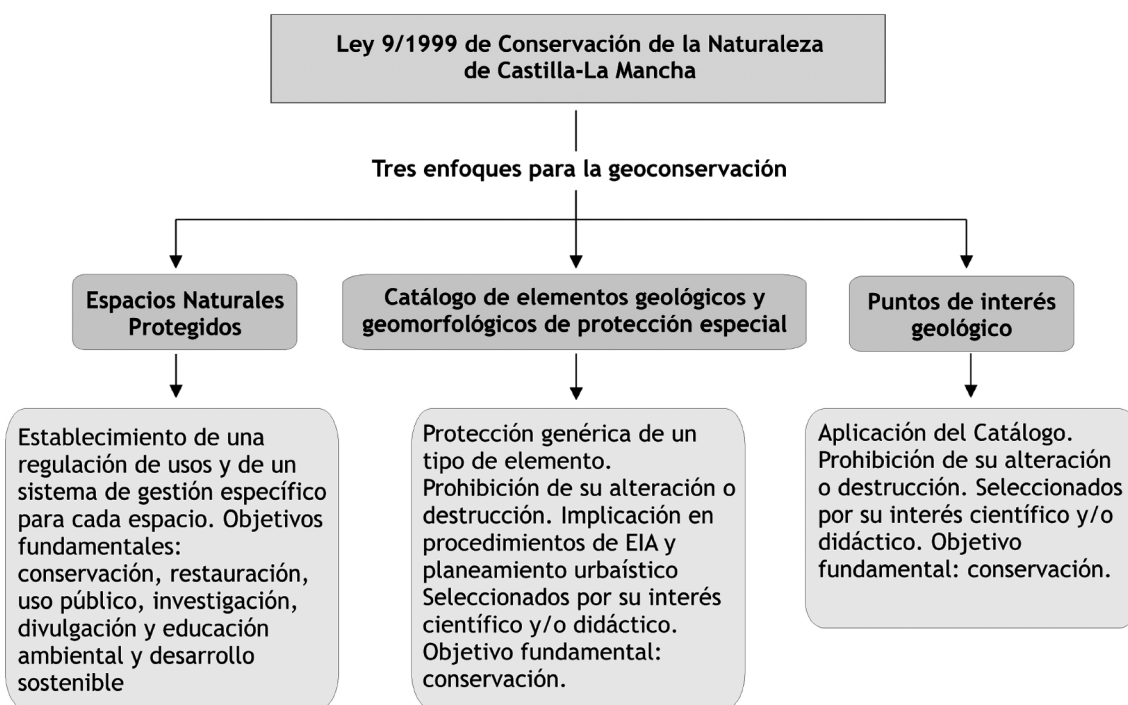 Ley 9/1999 de Conservación de la Naturaleza
de Castilla-La Mancha
Tres enfoques para la geoconservación
Espacios Naturales
Protegidos
Catálogo de elementos geológicos y
geomorfológicos de protección especial
Puntos de interés
geológico
Establecimiento de una
regulación de usos y de un
sistema de gestión específico
para cada espacio. Objetivos
fundamentales:
conservación, restauración,
uso público, investigación,
divulgación y educación
ambiental y desarrollo
sostenible
Protección genérica de un
tipo de elemento.
Prohibición de su alteración o
destrucción. Implicación en
procedimientos de EIA y
planeamiento urbaístico
Seleccionados por su interés
científico y/o didáctico.
Objetivo fundamental:
conservación.
Aplicación del Catálogo.
Prohibición de su alteración
o destrucción. Seleccionados
por su interés científico y/o
didáctico. Objetivo
fundamental: conservación.